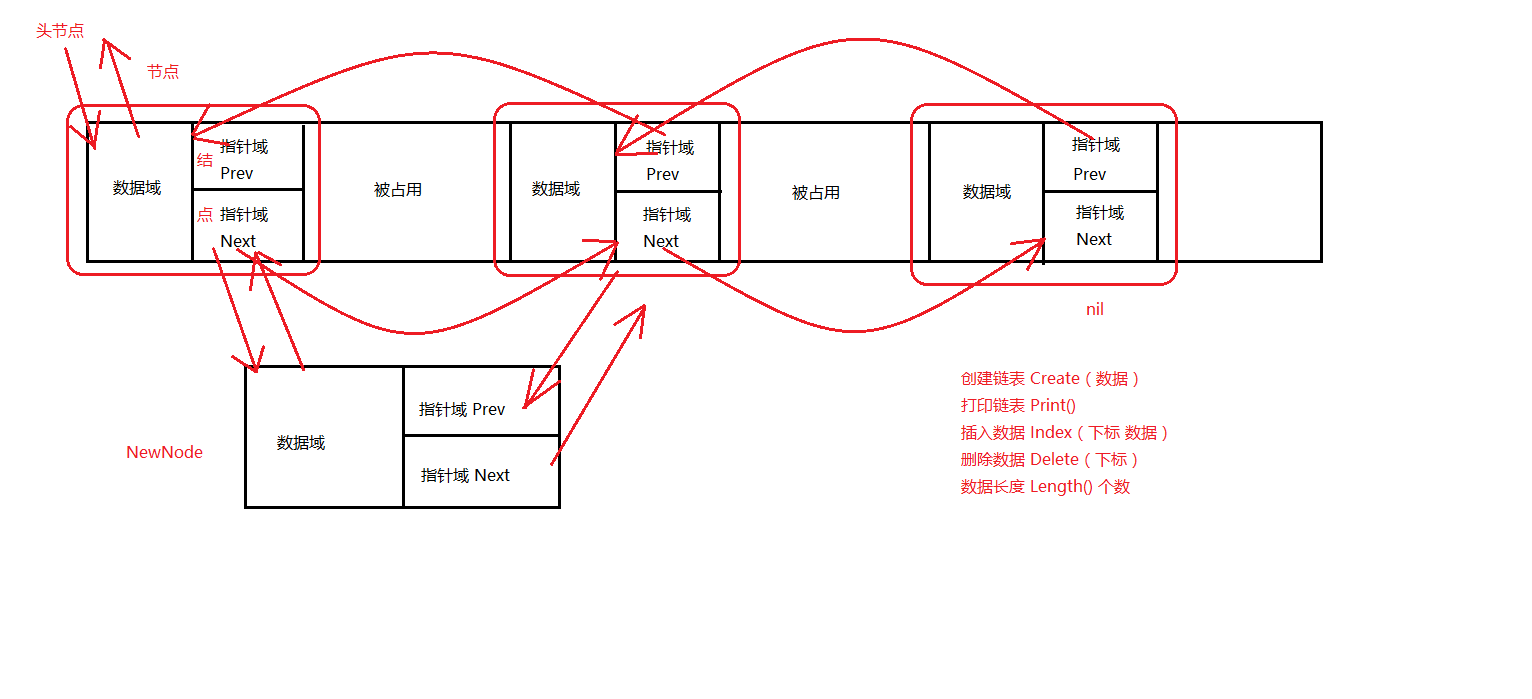 头节点
节点
数据域
结
点
指针域
Prev
指针域
Next
被占用
数据域
指针域
Prev
指针域
Next
被占用
数据域
指针域
Prev
指针域
Next
nil
NewNode
数据域
指针域 Prev
指针域 Next
创建链表 Create（数据）
打印链表 Print()
插入数据 Index（下标 数据）
删除数据 Delete（下标）
数据长度 Length() 个数